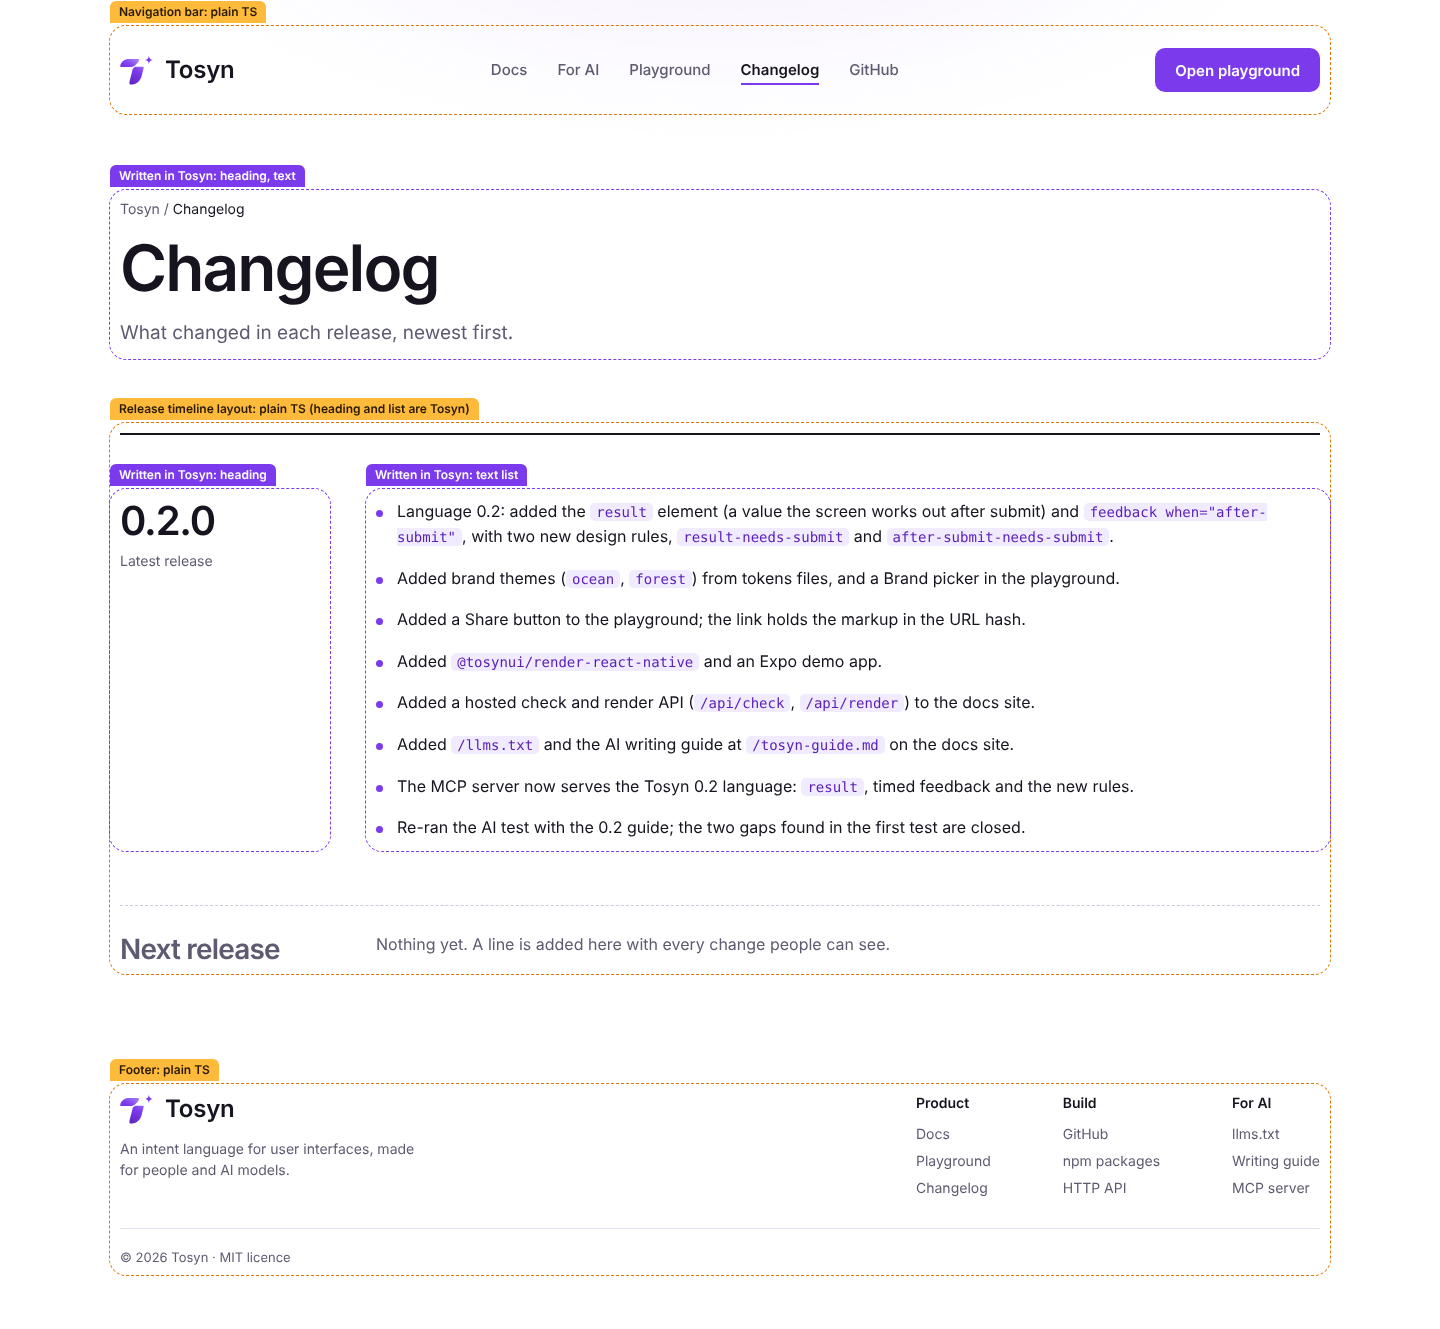 Navigation bar: plain TS
Tosyn
Docs
For AI
Playground
Changelog
GitHub
Open playground
Written in Tosyn: heading, text
Tosyn / Changelog
Changelog
What changed in each release, newest first.
Release timeline layout: plain TS (heading and list are Tosyn)
Written in Tosyn: heading
0.2.0
Latest release
Written in Tosyn: text list
Language 0.2: added the result element (a value the screen works out after submit) and feedback when="after-
submit", with two new design rules, result-needs-submit and after-submit-needs-submit.
Added brand themes (ocean, forest) from tokens files, and a Brand picker in the playground.
Added a Share button to the playground; the link holds the markup in the URL hash.
Added @tosynui/render-react-native and an Expo demo app.
Added a hosted check and render API (/api/check, /api/render) to the docs site.
Added /llms.txt and the AI writing guide at /tosyn-guide.md on the docs site.
The MCP server now serves the Tosyn 0.2 language: result, timed feedback and the new rules.
Re-ran the AI test with the 0.2 guide; the two gaps found in the first test are closed.
Next release
Nothing yet. A line is added here with every change people can see.
Footer: plain TS
Tosyn
An intent language for user interfaces, made
for people and AI models.
Product
Docs
Playground
Changelog
Build
GitHub
npm packages
HTTP API
For AI
llms.txt
Writing guide
MCP server
© 2026 Tosyn · MIT licence